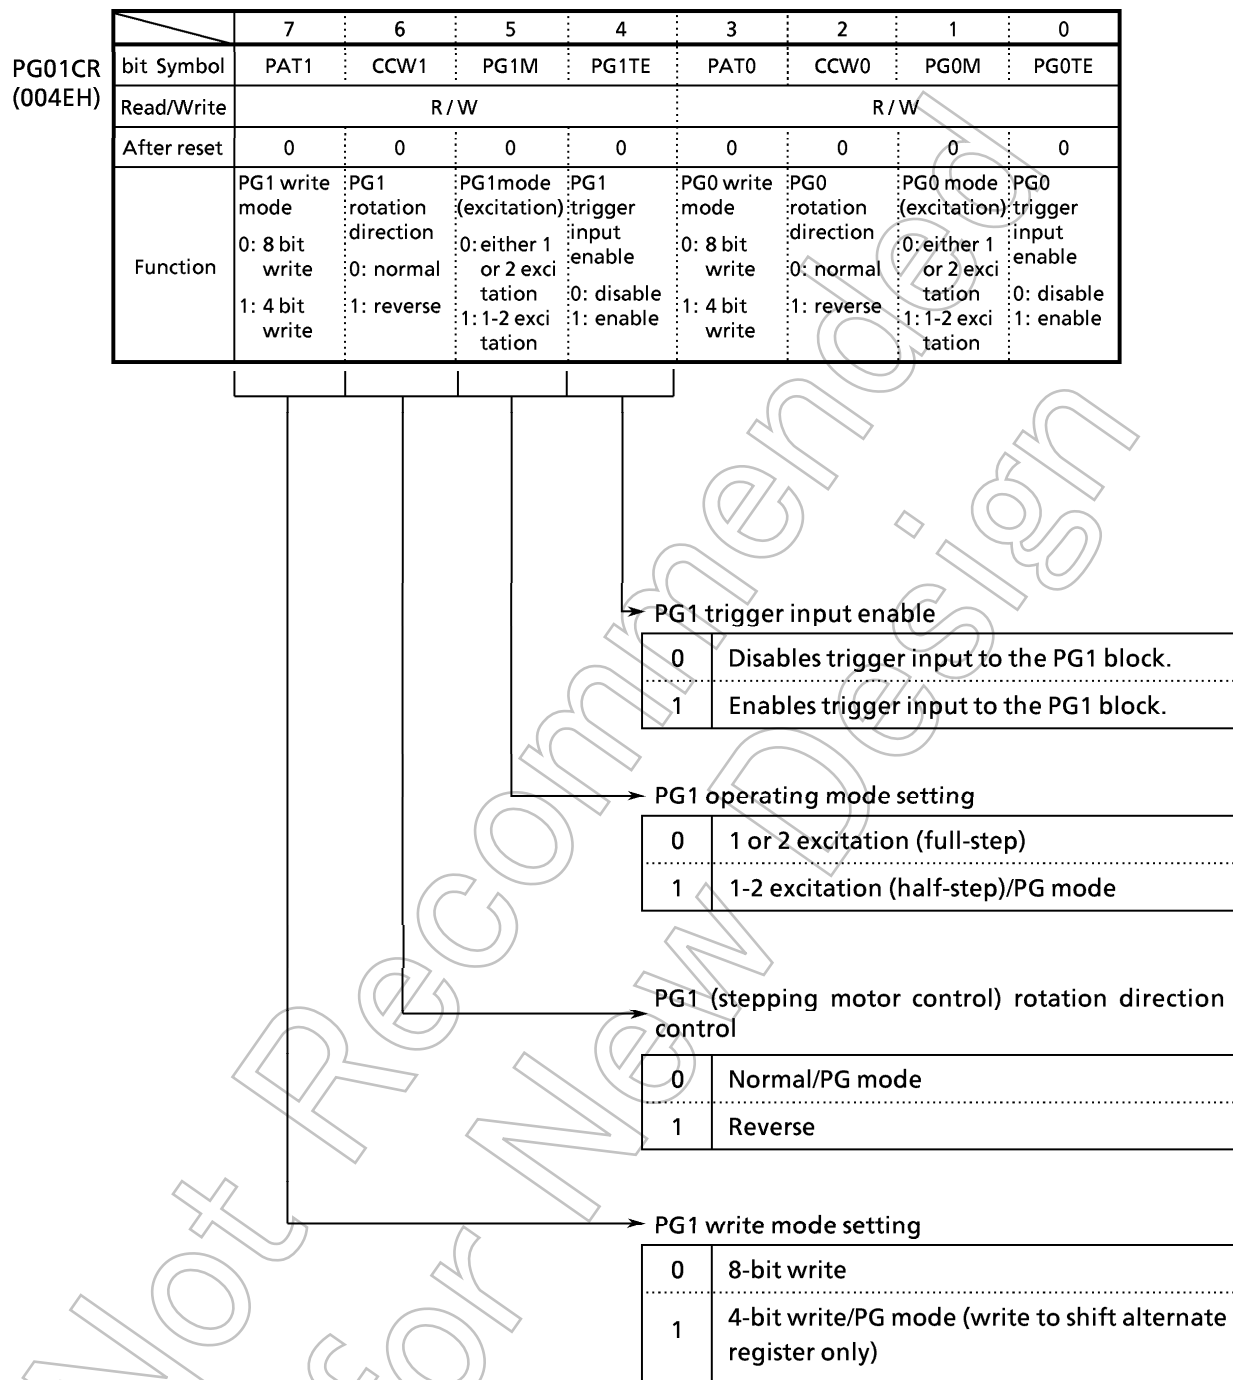 7 6 5 4 3 2 1 0
PG01CR
(004EH)
bit Symbol PAT1 CCW1 PG1M PG1TE PAT0 CCW0 PG0M PG0TE
Read/Write R / W R / W
After reset 0 0 0 0 0 0 0 0
Function
PG1 write
mode
0: 8 bit
write
1: 4 bit
write
PG1
rotation
direction
0: normal
1: reverse
PG1mode
(excitation)
0: either 1
or 2 exci
tation
1: 1-2 exci
tation
PG1
trigger
input
enable
0: disable
1: enable
PG0 write
mode
0: 8 bit
write
1: 4 bit
write
PG0
rotation
direction
0: normal
1: reverse
PG0 mode
(excitation)
0: either 1
or 2 exci
tation
1: 1-2 exci
tation
PG0
trigger
input
enable
0: disable
1: enable
PG1 trigger input enable
0 Disables trigger input to the PG1 block.
1 Enables trigger input to the PG1 block.
PG1 operating mode setting
0 1 or 2 excitation (full-step)
1 1-2 excitation (half-step)/PG mode
PG1 (stepping motor control) rotation direction
control
0 Normal/PG mode
1 Reverse
PG1 write mode setting
0 8-bit write
1 4-bit write/PG mode (write to shift alternate
register only)
Not Recommended
for New Design